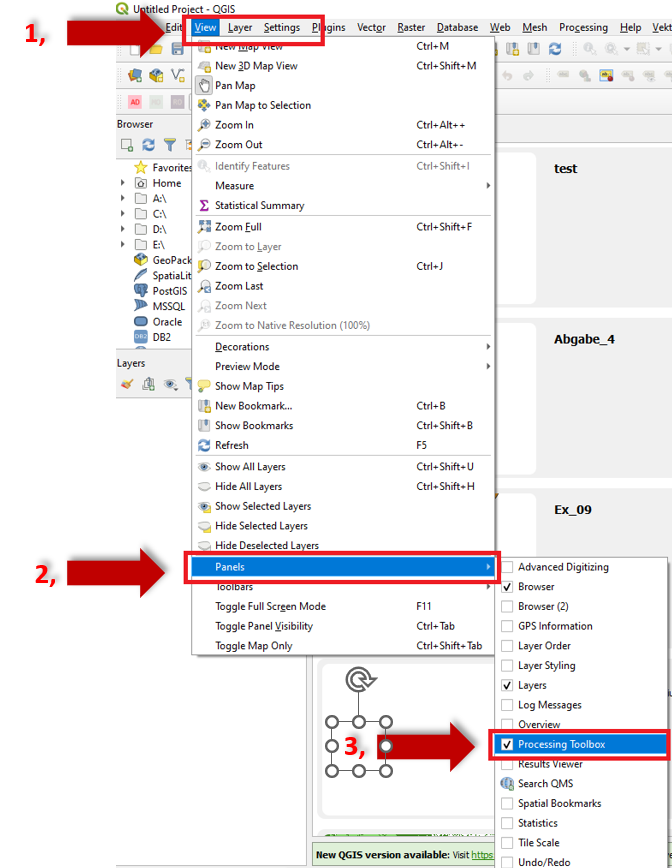 Untitled Project - QGIS
1,
Edit View Layer Settings Plugins Vector Raster Database Web Mesh Processing Help Vekt
New Map View Ctrl+M
New 3D Map View Ctrl+Shift+M
Pan Map
Pan Map to Selection
Zoom In Ctrl+Alt++
Zoom Out Ctrl+Alt+-
Identify Features Ctrl+Shift+I
Measure
Statistical Summary
Zoom Full Ctrl+Shift+F
Zoom to Layer
Zoom to Selection Ctrl+J
Zoom Last
Zoom Next
Zoom to Native Resolution (100%)
Decorations
Preview Mode
Show Map Tips
New Bookmark... Ctrl+B
Show Bookmarks Ctrl+Shift+B
Refresh F5
Show All Layers Ctrl+Shift+U
Hide All Layers Ctrl+Shift+H
Show Selected Layers
Hide Selected Layers
Hide Deselected Layers
2,
Panels
Toolbars
Toggle Full Screen Mode F11
Toggle Panel Visibility Ctrl+Tab
Toggle Map Only Ctrl+Shift+Tab
AD
Browser
Favorites
Home
A:\
C:\
D:\
E:\
GeoPack
SpatiaLit
PostGIS
MSSQL
Oracle
DB2 DB2
Layers
test
Abgabe_4
Ex_09
Advanced Digitizing
Browser
Browser (2)
GPS Information
Layer Order
Layer Styling
Layers
Log Messages
Overview
3,
Processing Toolbox
Results Viewer
Search QMS
Spatial Bookmarks
Statistics
Tile Scale
Undo/Redo
New QGIS version available: Visit https